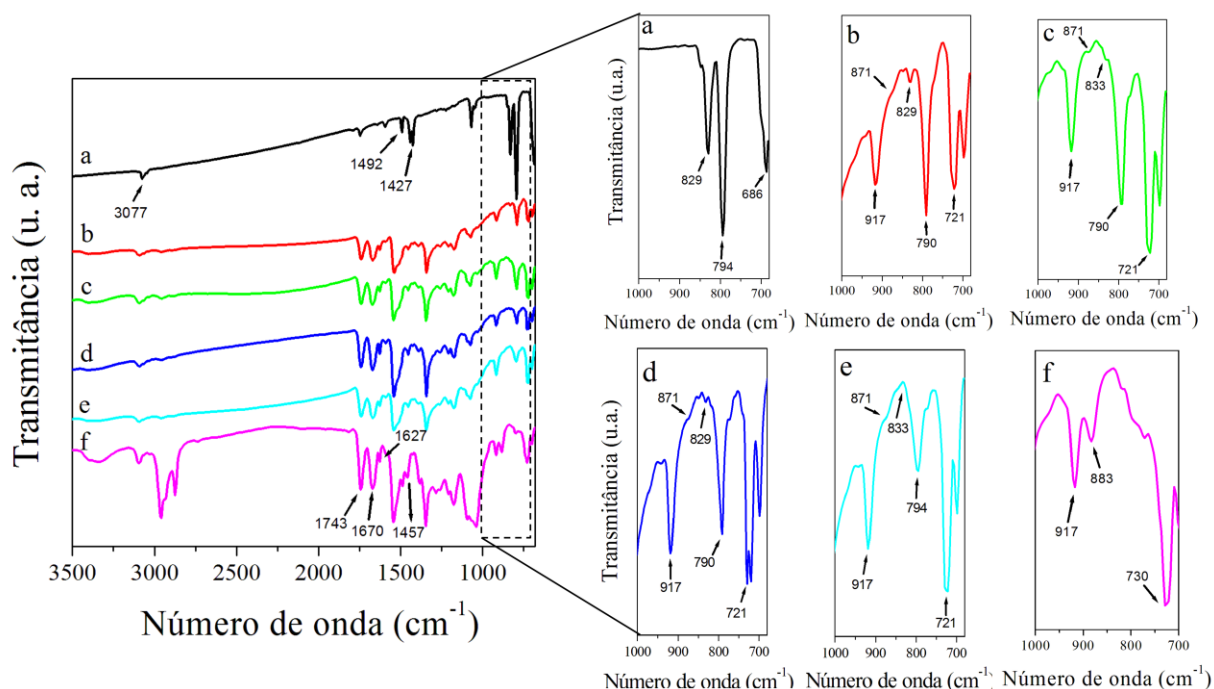 Transmitância (u. a.)
a
b
c
d
e
f
3077
1492
1427
1627
1743
1670
1457
3500 3000 2500 2000 1500 1000
Número de onda (cm-1)
a
Transmitância (u.a.)
829
794
686
1000 900 800 700
Número de onda (cm-1)
b
871
829
917
790
721
1000 900 800 700
Número de onda (cm-1)
c
871
833
917
790
721
1000 900 800 700
Número de onda (cm-1)
d
Transmitância (u.a.)
871
829
917
790
721
1000 900 800 700
Número de onda (cm-1)
e
871
833
794
917
721
1000 900 800 700
Número de onda (cm-1)
f
917
883
730
1000 900 800 700
Número de onda (cm-1)